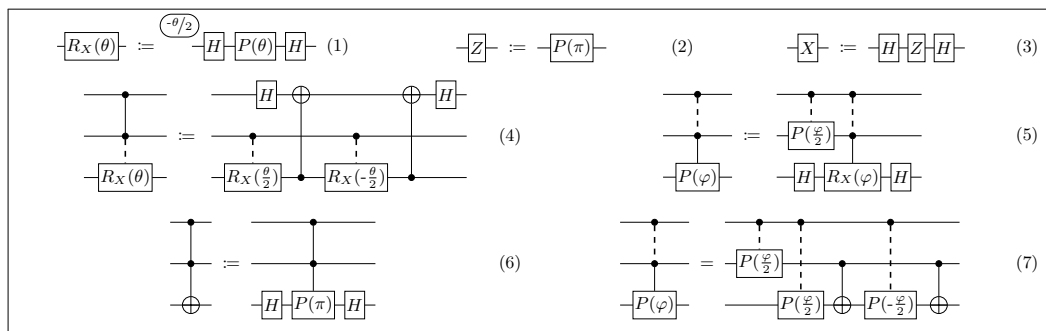 R_X(θ) := -θ/2 H P(θ) H (1) Z := P(π) (2) X := H Z H (3)
H H
:= (4) P(φ/2) (5)
R_X(θ) R_X(θ/2) R_X(-θ/2) P(φ) := H R_X(φ) H
:= (6) P(φ/2) = (7)
H P(π) H P(φ) P(φ/2) P(-φ/2)